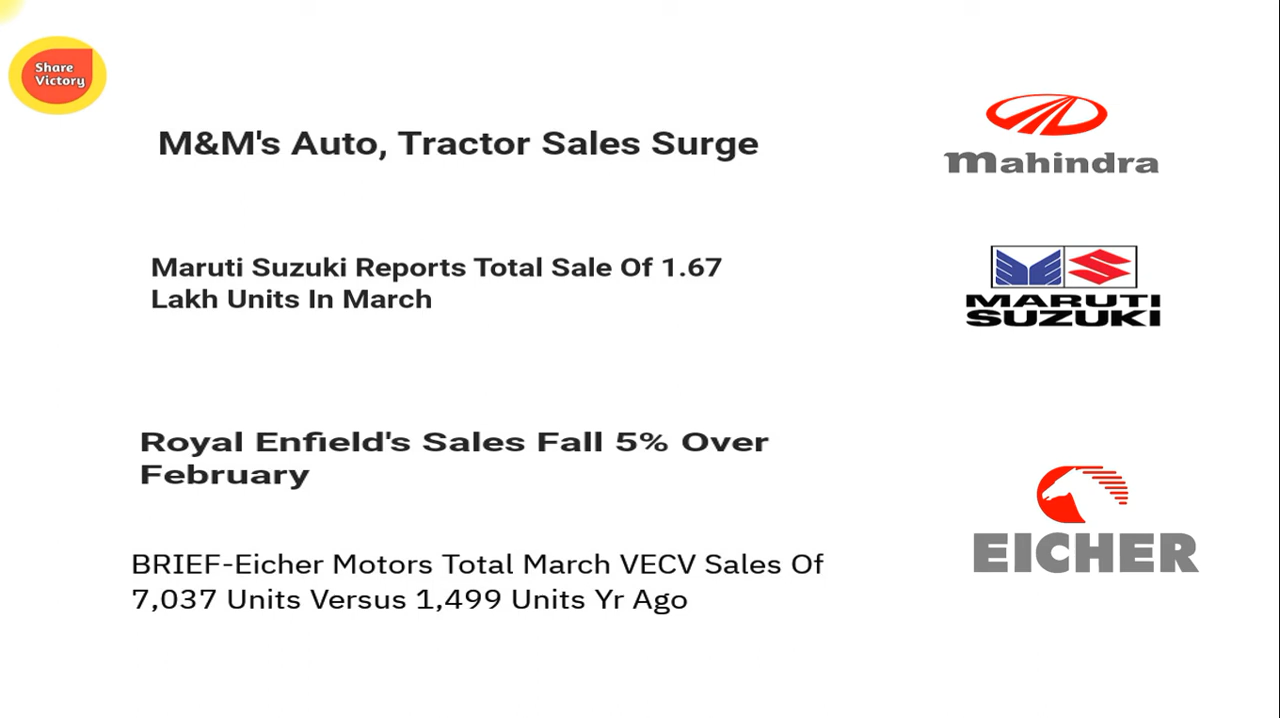 Share
Victory
M&M's Auto, Tractor Sales Surge
mahindra
Maruti Suzuki Reports Total Sale Of 1.67
Lakh Units In March
MARUTI
SUZUKI
Royal Enfield's Sales Fall 5% Over
February
EICHER
BRIEF-Eicher Motors Total March VECV Sales Of
7,037 Units Versus 1,499 Units Yr Ago